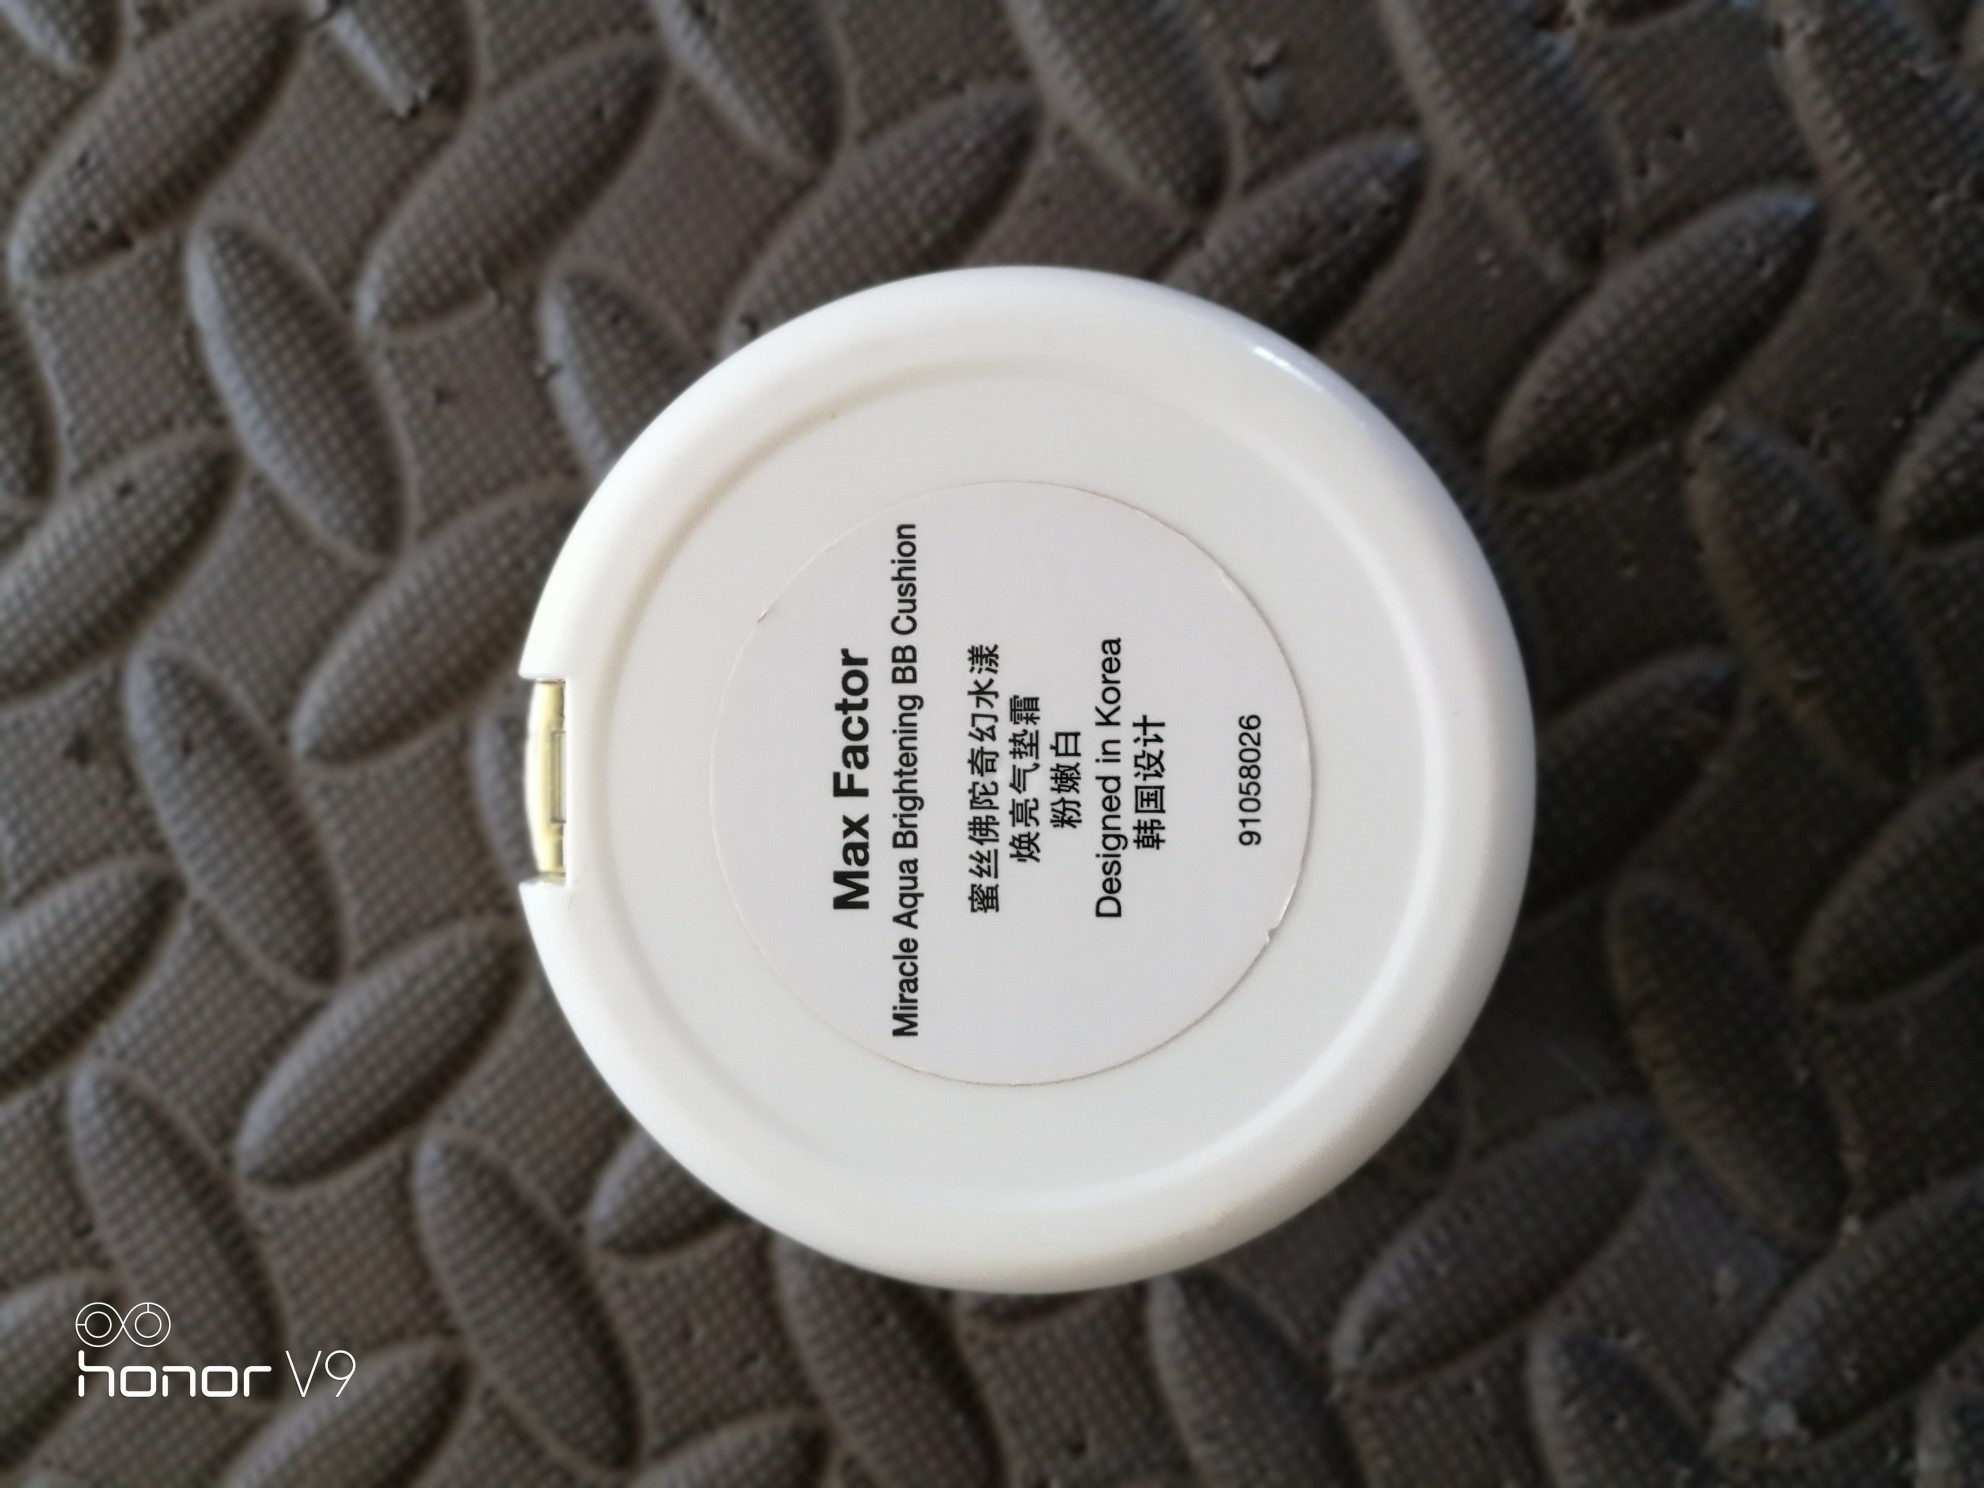 Max Factor
Miracle Aqua Brightening BB Cushion
蜜丝佛陀奇幻水漾
焕亮气垫霜
粉嫩白
Designed in Korea
韩国设计
91058026
honor V9